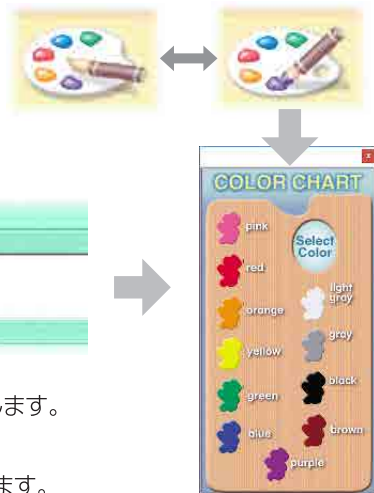 x
COLOR CHART
pink
Select
Color
red
light
gray
orange
gray
yellow
black
green
blue
brown
purple
します。
ます。